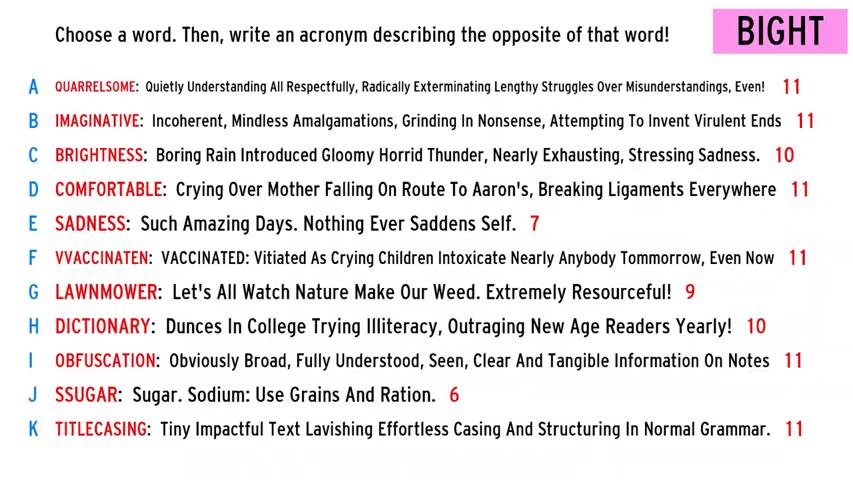 Choose a word. Then, write an acronym describing the opposite of that word!
BIGHT
A QUARRELSOME: Quietly Understanding All Respectfully, Radically Exterminating Lengthy Struggles Over Misunderstandings, Even! 11
B IMAGINATIVE: Incoherent, Mindless Amalgamations, Grinding In Nonsense, Attempting To Invent Virulent Ends 11
C BRIGHTNESS: Boring Rain Introduced Gloomy Horrid Thunder, Nearly Exhausting, Stressing Sadness. 10
D COMFORTABLE: Crying Over Mother Falling On Route To Aaron's, Breaking Ligaments Everywhere 11
E SADNESS: Such Amazing Days. Nothing Ever Saddens Self. 7
F VVACCINATEN: VACCINATED: Vitiated As Crying Children Intoxicate Nearly Anybody Tommorrow, Even Now 11
G LAWNMOWER: Let's All Watch Nature Make Our Weed. Extremely Resourceful! 9
H DICTIONARY: Dunces In College Trying Illiteracy, Outraging New Age Readers Yearly! 10
I OBFUSCATION: Obviously Broad, Fully Understood, Seen, Clear And Tangible Information On Notes 11
J SSUGAR: Sugar. Sodium: Use Grains And Ration. 6
K TITLECASING: Tiny Impactful Text Lavishing Effortless Casing And Structuring In Normal Grammar. 11